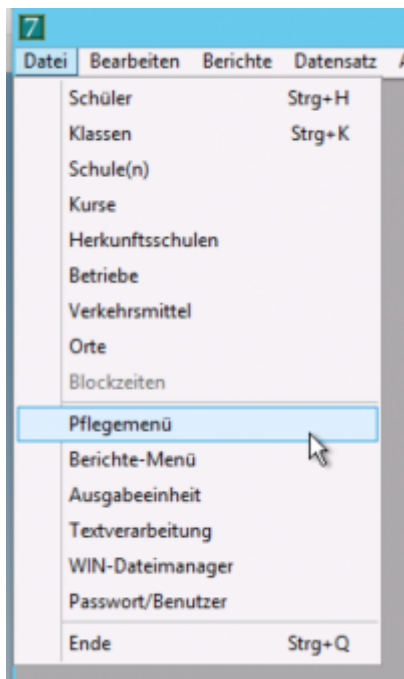 7
Datei Bearbeiten Berichte Datensatz
Schüler Strg+H
Klassen Strg+K
Schule(n)
Kurse
Herkunftsschulen
Betriebe
Verkehrsmittel
Orte
Blockzeiten
Pflegemenü
Berichte-Menü
Ausgabeeinheit
Textverarbeitung
WIN-Dateimanager
Passwort/Benutzer
Ende Strg+Q